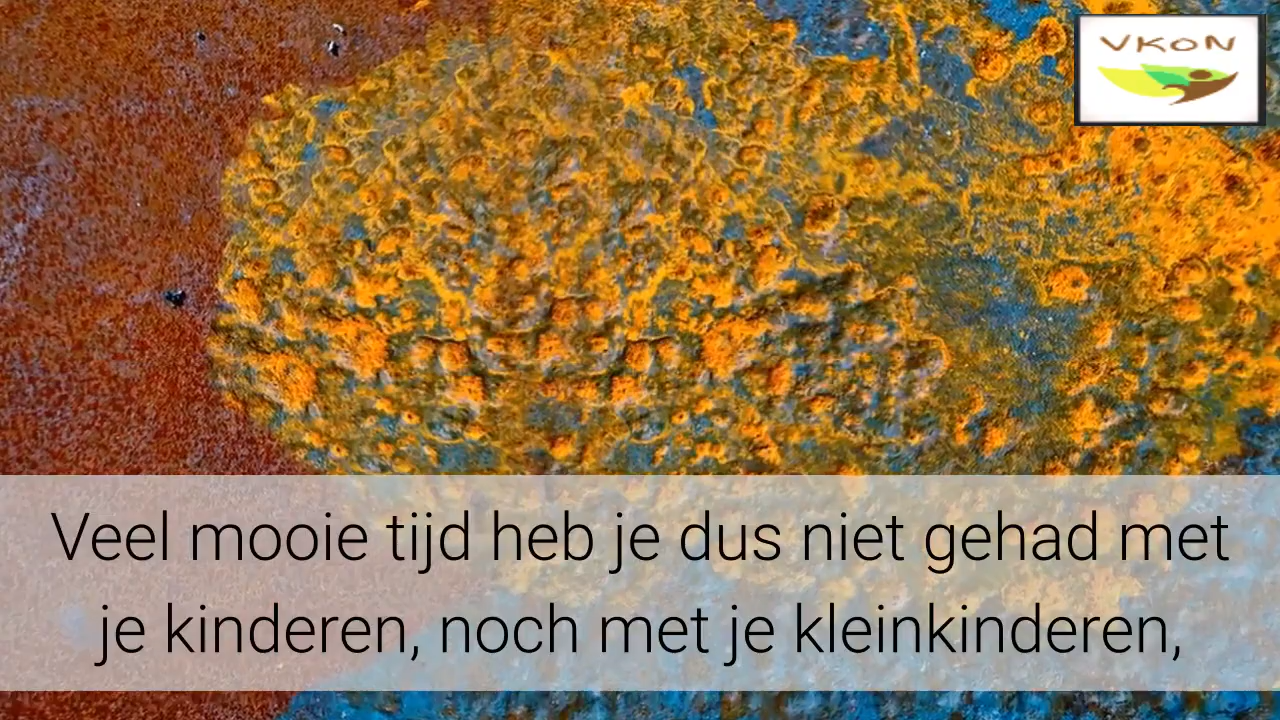 VKoN
Veel mooie tijd heb je dus niet gehad met
je kinderen, noch met je kleinkinderen,